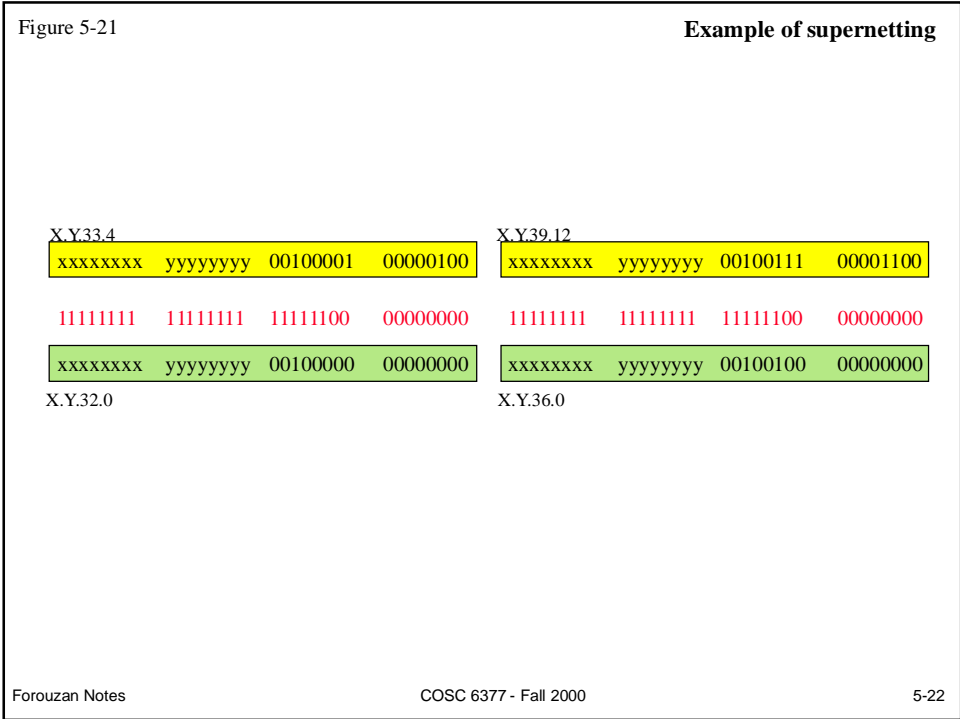 Figure 5-21 Example of supernetting
X.Y.33.4 X.Y.39.12
xxxxxxxx yyyyyyyy 00100001 00000100 xxxxxxxx yyyyyyyy 00100111 00001100
11111111 11111111 11111100 00000000 11111111 11111111 11111100 00000000
xxxxxxxx yyyyyyyy 00100000 00000000 xxxxxxxx yyyyyyyy 00100100 00000000
X.Y.32.0 X.Y.36.0
Forouzan Notes COSC 6377 - Fall 2000 5-22